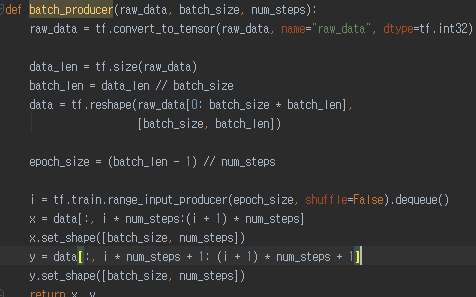 def batch_producer(raw_data, batch_size, num_steps):
raw_data = tf.convert_to_tensor(raw_data, name="raw_data", dtype=tf.int32)
data_len = tf.size(raw_data)
batch_len = data_len // batch_size
data = tf.reshape(raw_data[0: batch_size * batch_len],
[batch_size, batch_len])
epoch_size = (batch_len - 1) // num_steps
i = tf.train.range_input_producer(epoch_size, shuffle=False).dequeue()
x = data[:, i * num_steps:(i + 1) * num_steps]
x.set_shape([batch_size, num_steps])
y = data[:, i * num_steps + 1: (i + 1) * num_steps + 1]
y.set_shape([batch_size, num_steps])
return x, y